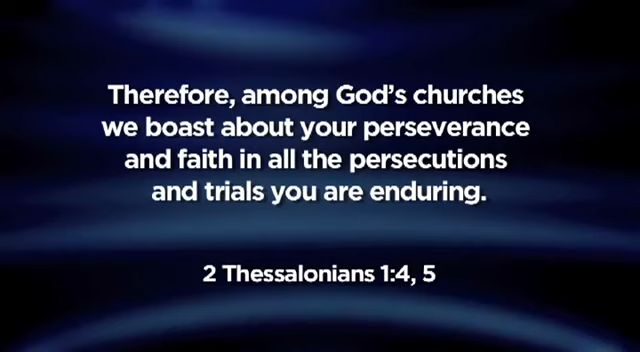 Therefore, among God's churches
we boast about your perseverance
and faith in all the persecutions
and trials you are enduring.
2 Thessalonians 1:4, 5